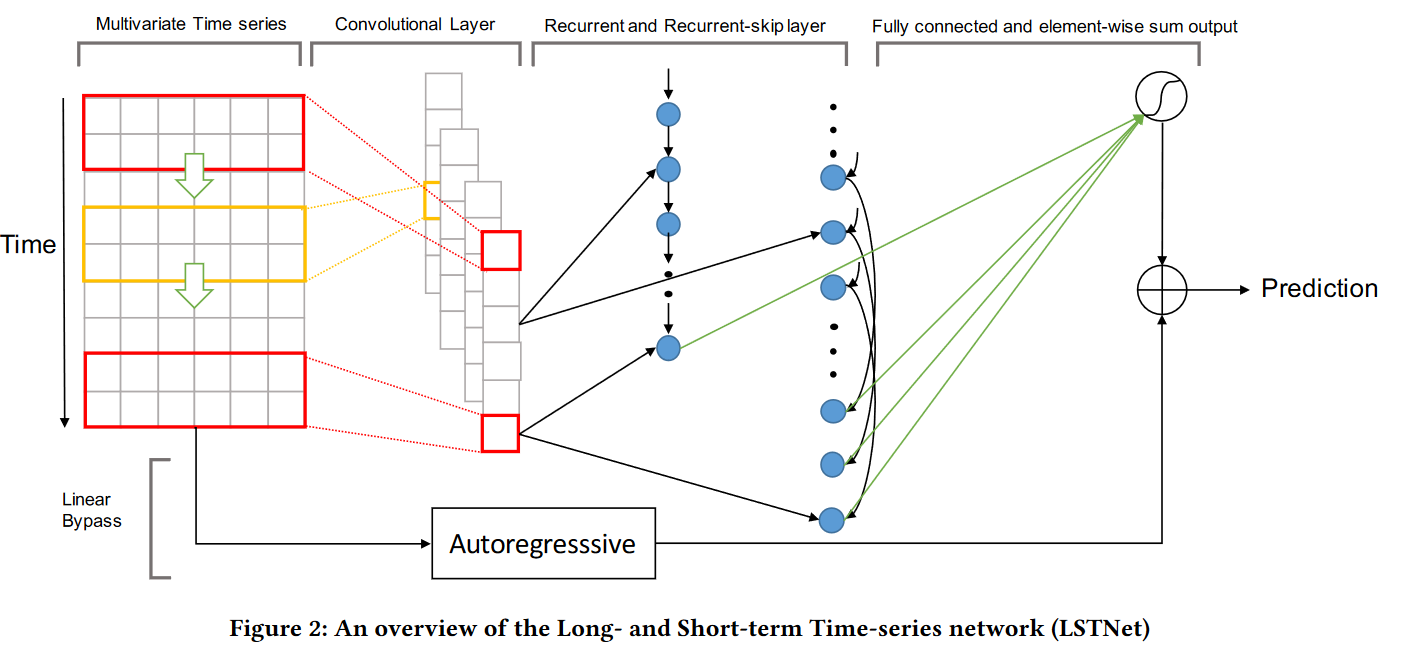 Multivariate Time series
Convolutional Layer
Recurrent and Recurrent-skip layer
Fully connected and element-wise sum output
Time
Prediction
Linear
Bypass
Autoregresssive
Figure 2: An overview of the Long- and Short-term Time-series network (LSTNet)